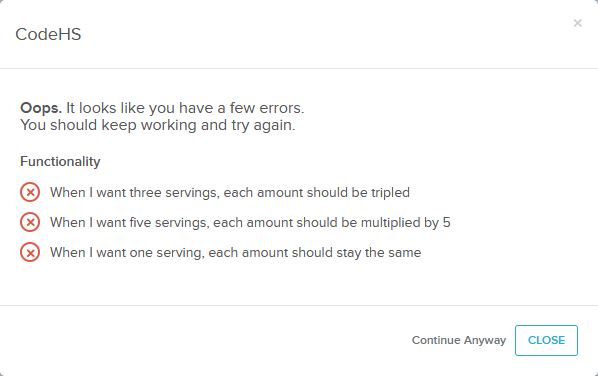 CodeHS
×
Oops. It looks like you have a few errors.
You should keep working and try again.
Functionality
When I want three servings, each amount should be tripled
When I want five servings, each amount should be multiplied by 5
When I want one serving, each amount should stay the same
Continue Anyway CLOSE